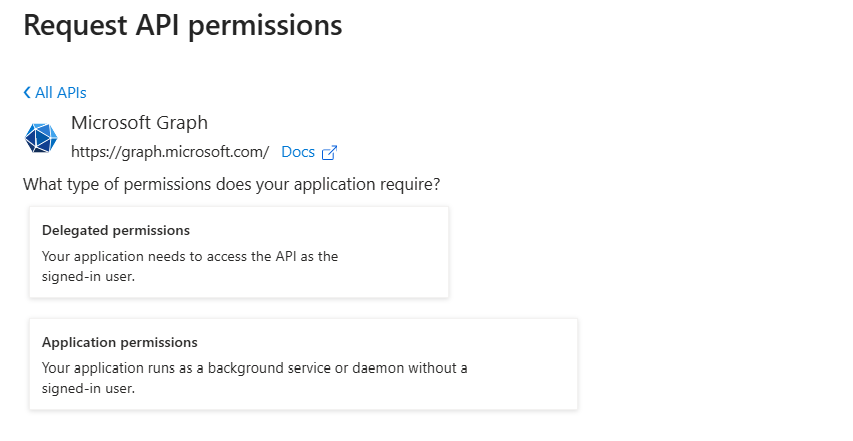 Request API permissions
All APIs
Microsoft Graph
https://graph.microsoft.com/ Docs
What type of permissions does your application require?
Delegated permissions
Your application needs to access the API as the
signed-in user.
Application permissions
Your application runs as a background service or daemon without a
signed-in user.